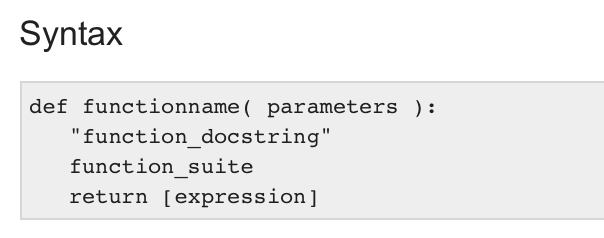 Syntax
def functionname( parameters ):
   "function_docstring"
   function_suite
   return [expression]